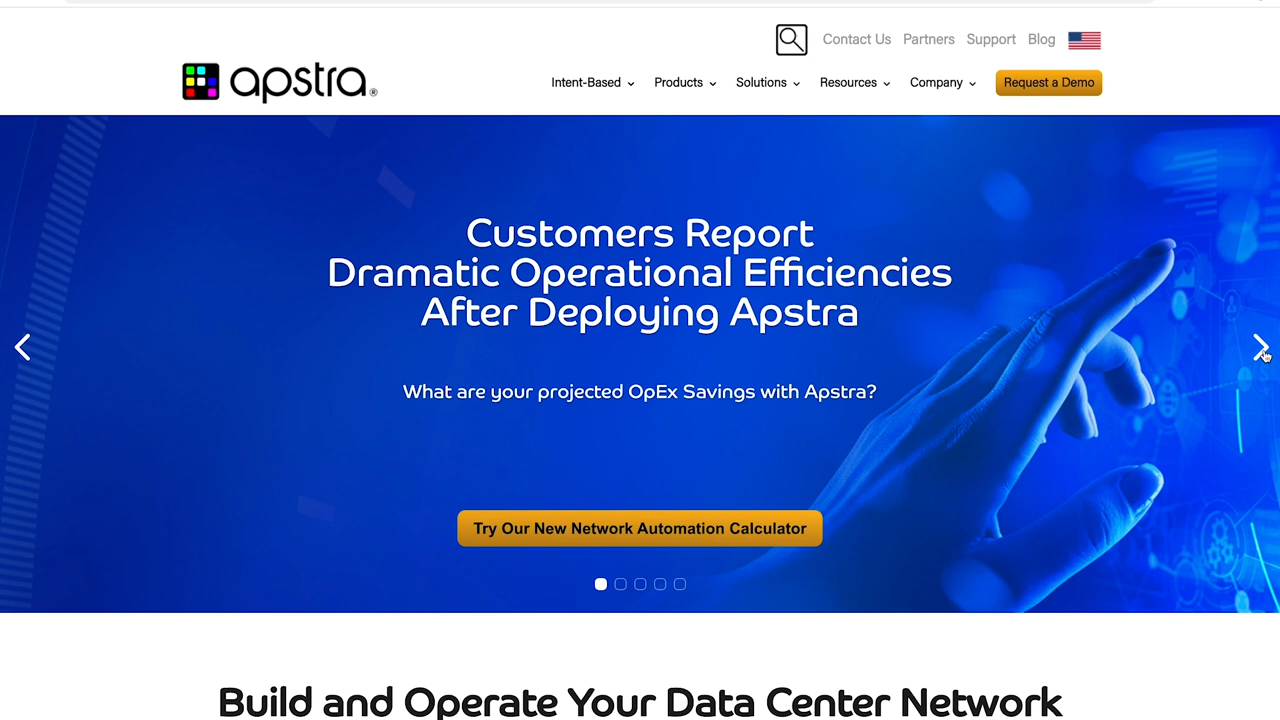 Contact Us Partners Support Blog
apstra®
Intent-Based Products Solutions Resources Company Request a Demo
Customers Report
Dramatic Operational Efficiencies
After Deploying Apstra
What are your projected OpEx Savings with Apstra?
Try Our New Network Automation Calculator
Build and Operate Your Data Center Network